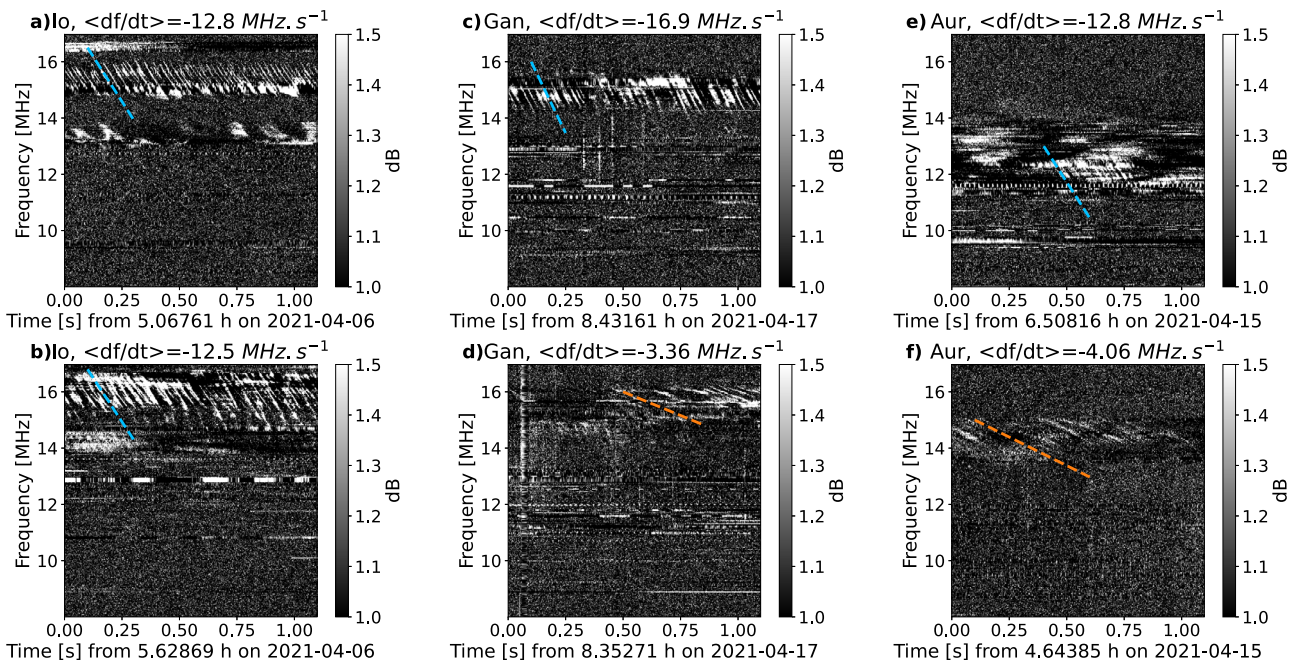 a) Io, <df/dt>=-12.8 MHz.s⁻¹
Frequency [MHz]
16
14
12
10
0.00 0.25 0.50 0.75 1.00
Time [s] from 5.06761 h on 2021-04-06
1.5
1.4
1.3
1.2
1.1
1.0
dB
c) Gan, <df/dt>=-16.9 MHz.s⁻¹
Frequency [MHz]
16
14
12
10
0.00 0.25 0.50 0.75 1.00
Time [s] from 8.43161 h on 2021-04-17
1.5
1.4
1.3
1.2
1.1
1.0
dB
e) Aur, <df/dt>=-12.8 MHz.s⁻¹
Frequency [MHz]
16
14
12
10
0.00 0.25 0.50 0.75 1.00
Time [s] from 6.50816 h on 2021-04-15
1.5
1.4
1.3
1.2
1.1
1.0
dB
b) Io, <df/dt>=-12.5 MHz.s⁻¹
Frequency [MHz]
16
14
12
10
0.00 0.25 0.50 0.75 1.00
Time [s] from 5.62869 h on 2021-04-06
1.5
1.4
1.3
1.2
1.1
1.0
dB
d) Gan, <df/dt>=-3.36 MHz.s⁻¹
Frequency [MHz]
16
14
12
10
0.00 0.25 0.50 0.75 1.00
Time [s] from 8.35271 h on 2021-04-17
1.5
1.4
1.3
1.2
1.1
1.0
dB
f) Aur, <df/dt>=-4.06 MHz.s⁻¹
Frequency [MHz]
16
14
12
10
0.00 0.25 0.50 0.75 1.00
Time [s] from 4.64385 h on 2021-04-15
1.5
1.4
1.3
1.2
1.1
1.0
dB